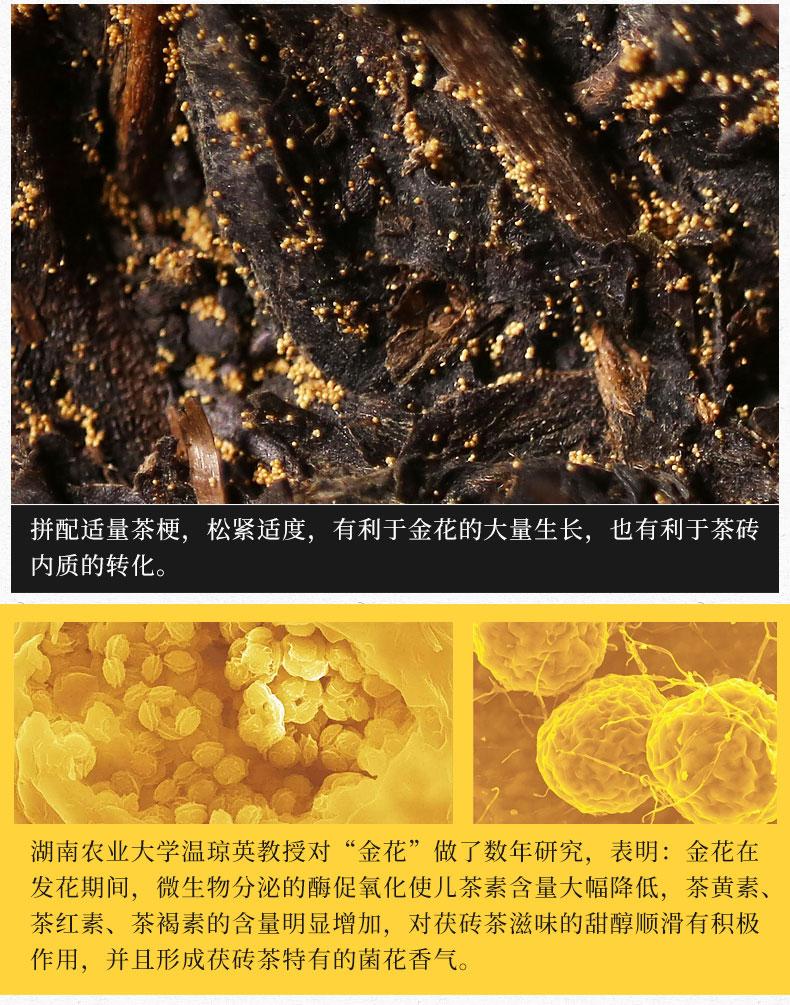 拼配适量茶梗，松紧适度，有利于金花的大量生长，也有利于茶砖
内质的转化。
湖南农业大学温琼英教授对“金花”做了数年研究，表明：金花在
发花期间，微生物分泌的酶促氧化使儿茶素含量大幅降低，茶黄素、
茶红素、茶褐素的含量明显增加，对茯砖茶滋味的甜醇顺滑有积极
作用，并且形成茯砖茶特有的菌花香气。